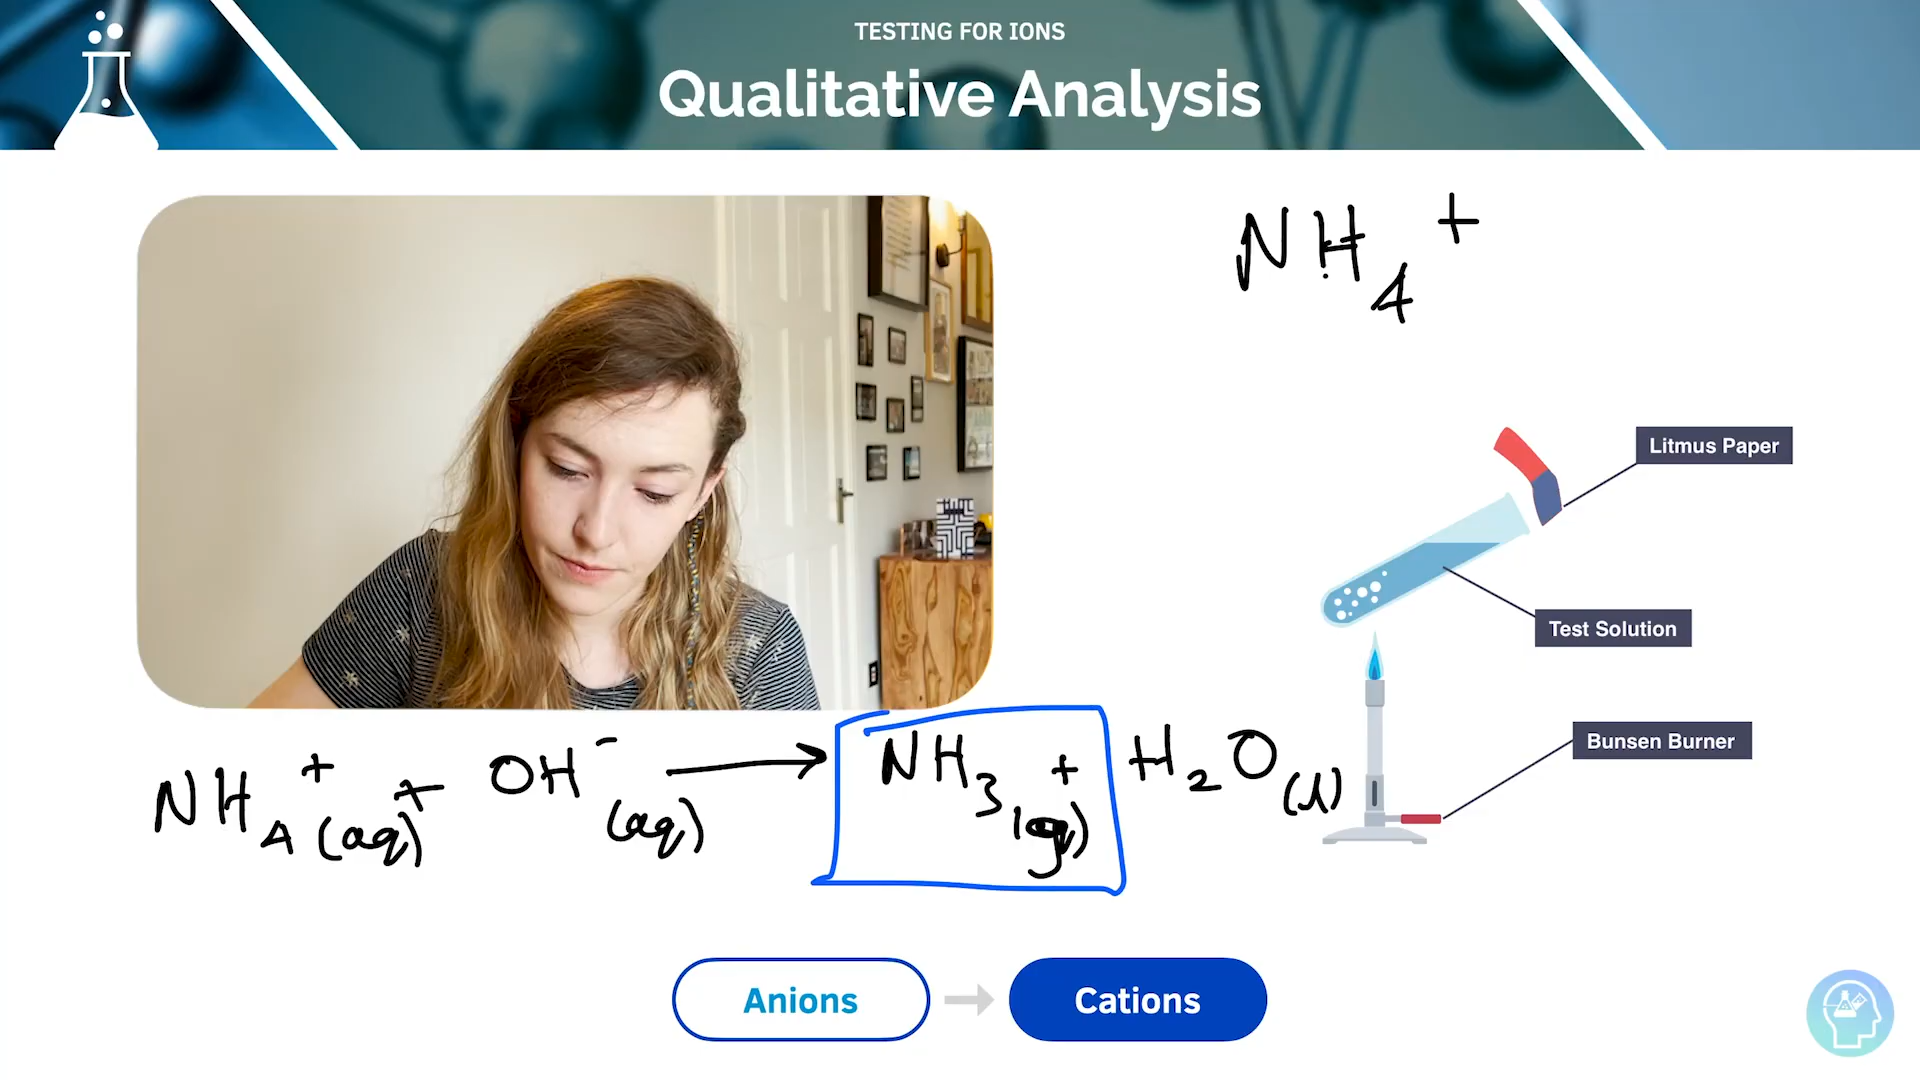 TESTING FOR IONS
Qualitative Analysis
NH₄⁺
Litmus Paper
Test Solution
Bunsen Burner
NH₄⁺(aq) + OH⁻(aq) → NH₃(g) + H₂O(l)
Anions → Cations